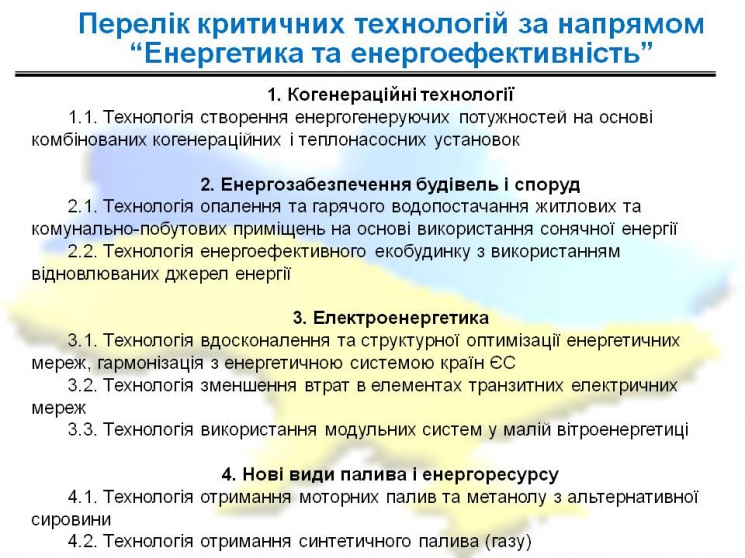 Перелік критичних технологій за напрямом
“Енергетика та енергоефективність”
1. Когенераційні технології
1.1. Технологія створення енергогенеруючих потужностей на основі
комбінованих когенераційних і теплонасосних установок
2. Енергозабезпечення будівель і споруд
2.1. Технологія опалення та гарячого водопостачання житлових та
комунально-побутових приміщень на основі використання сонячної енергії
2.2. Технологія енергоефективного екобудинку з використанням
відновлюваних джерел енергії
3. Електроенергетика
3.1. Технологія вдосконалення та структурної оптимізації енергетичних
мереж, гармонізація з енергетичною системою країн ЄС
3.2. Технологія зменшення втрат в елементах транзитних електричних
мереж
3.3. Технологія використання модульних систем у малій вітроенергетиці
4. Нові види палива і енергоресурсу
4.1. Технологія отримання моторних палив та метанолу з альтернативної
сировини
4.2. Технологія отримання синтетичного палива (газу)